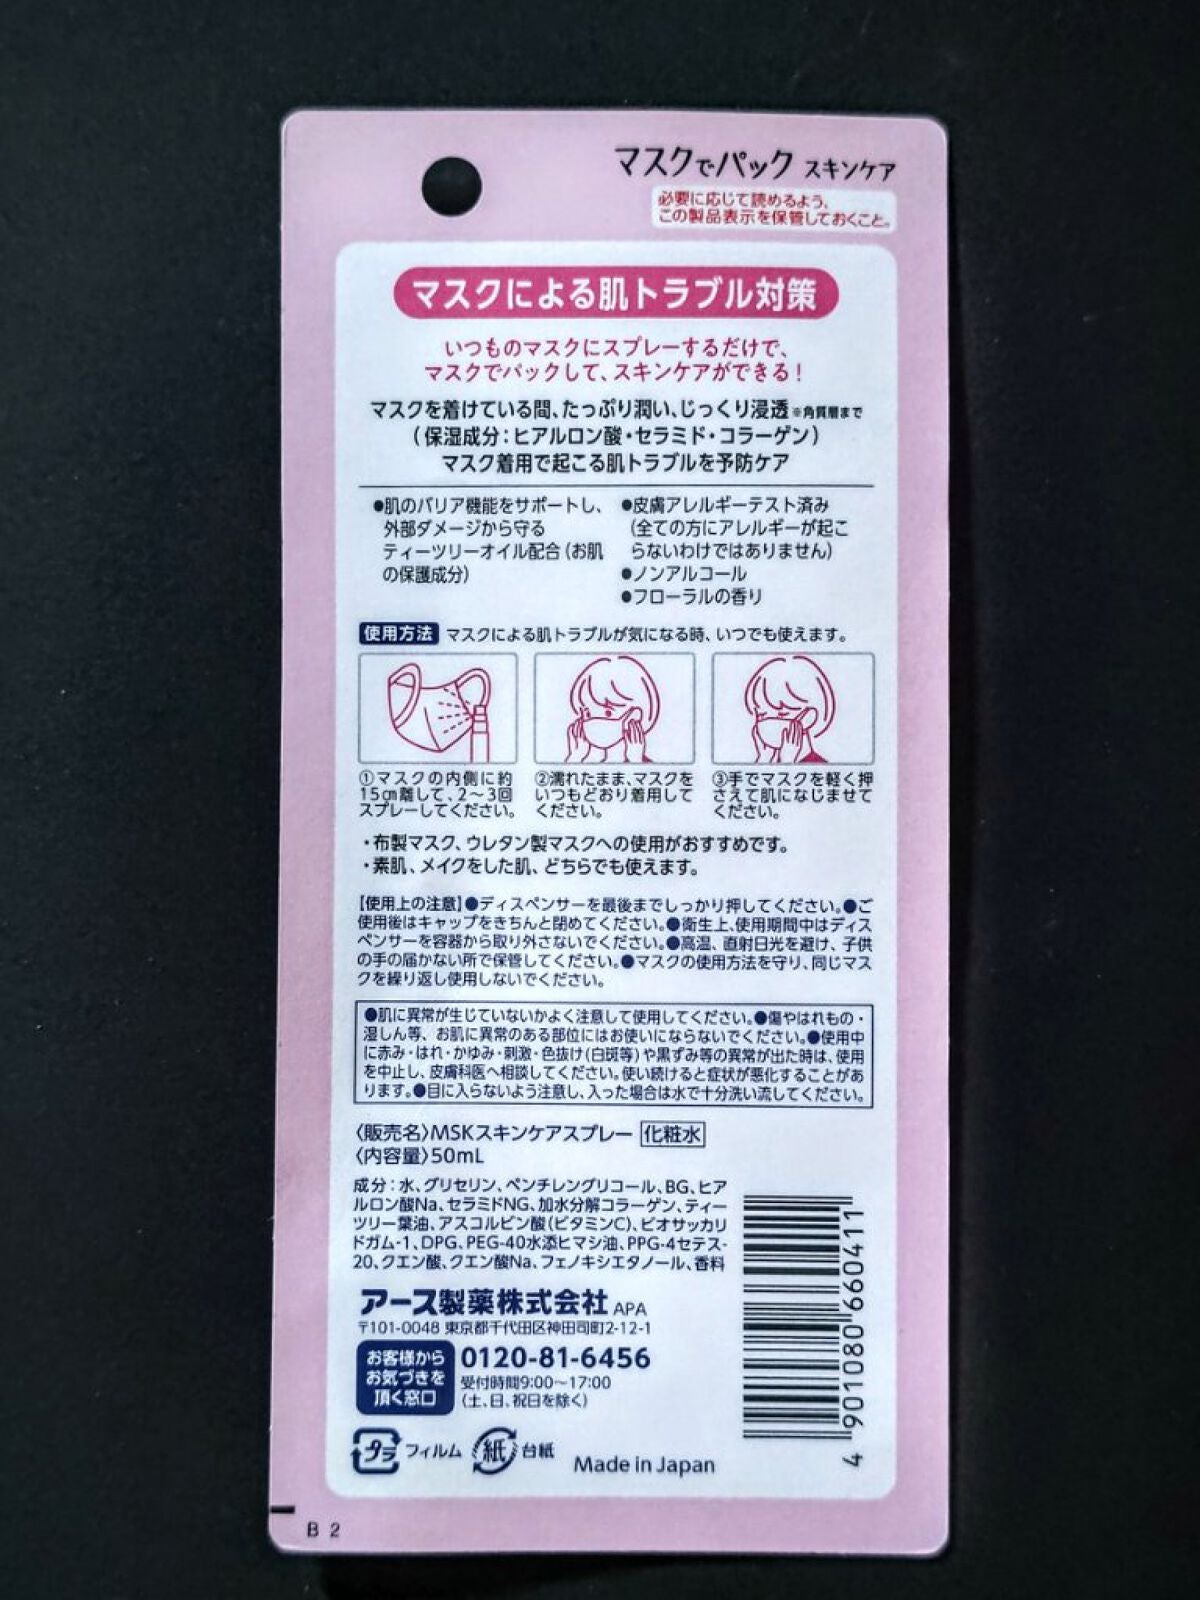 マスクでパック スキンケア
必要に応じて読めるよう、
この製品表示を保管しておくこと。
マスクによる肌トラブル対策
いつものマスクにスプレーするだけで、
マスクでパックして、スキンケアができる!
マスクを着けている間、たっぷり潤い、じっくり浸透 ※角質層まで
(保湿成分:ヒアルロン酸・セラミド・コラーゲン)
マスク着用で起こる肌トラブルを予防ケア
●肌のバリア機能をサポートし、
外部ダメージから守る
ティーツリーオイル配合(お肌
の保護成分)
●皮膚アレルギーテスト済み
(全ての方にアレルギーが起こ
らないわけではありません)
●ノンアルコール
●フローラルの香り
使用方法 マスクによる肌トラブルが気になる時、いつでも使えます。
①マスクの内側に約
15㎝離して、2〜3回
スプレーしてください。
②濡れたまま、マスクを
いつもどおり着用して
ください。
③手でマスクを軽く押
さえて肌になじませて
ください。
・布製マスク、ウレタン製マスクへの使用がおすすめです。
・素肌、メイクをした肌、どちらでも使えます。
【使用上の注意】●ディスペンサーを最後までしっかり押してください。●ご
使用後はキャップをきちんと閉めてください。●衛生上、使用期間中はディス
ペンサーを容器から取り外さないでください。●高温、直射日光を避け、子供
の手の届かない所で保管してください。●マスクの使用方法を守り、同じマス
クを繰り返し使用しないでください。
●肌に異常が生じていないかよく注意して使用してください。●傷やはれもの・
湿しん等、お肌に異常のある部位にはお使いにならないでください。●使用中
に赤み・はれ・かゆみ・刺激・色抜け(白斑等)や黒ずみ等の異常が出た時は、使用
を中止し、皮膚科医へ相談してください。使い続けると症状が悪化することがあ
ります。●目に入らないよう注意し、入った場合は水で十分洗い流してください。
〈販売名〉MSKスキンケアスプレー 化粧水
〈内容量〉50mL
成分:水、グリセリン、ペンチレングリコール、BG、ヒア
ルロン酸Na、セラミドNG、加水分解コラーゲン、ティー
ツリー葉油、アスコルビン酸(ビタミンC)、ビオサッカリ
ドガム-1、DPG、PEG-40水添ヒマシ油、PPG-4セテス-
20、クエン酸、クエン酸Na、フェノキシエタノール、香料
アース製薬株式会社 APA
〒101-0048 東京都千代田区神田司町2-12-1
お客様から
お気づきを
頂く窓口
0120-81-6456
受付時間9:00〜17:00
(土、日、祝日を除く)
プラ フィルム 紙 台紙 Made in Japan
4 901080 660411
B 2